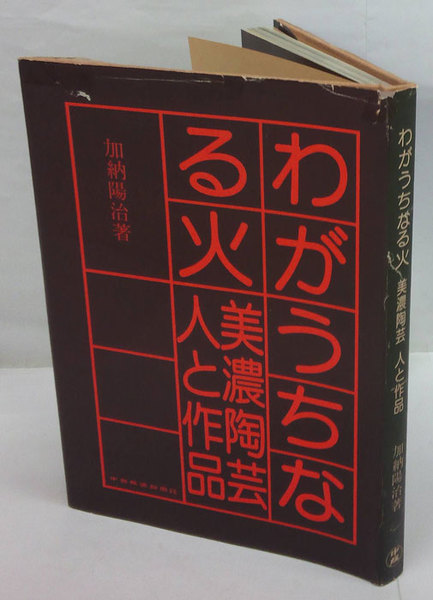 わがうちな
る火
美濃陶芸
人と作品
加納陽治著
わがうちなる火 美濃陶芸 人と作品
加納陽治著